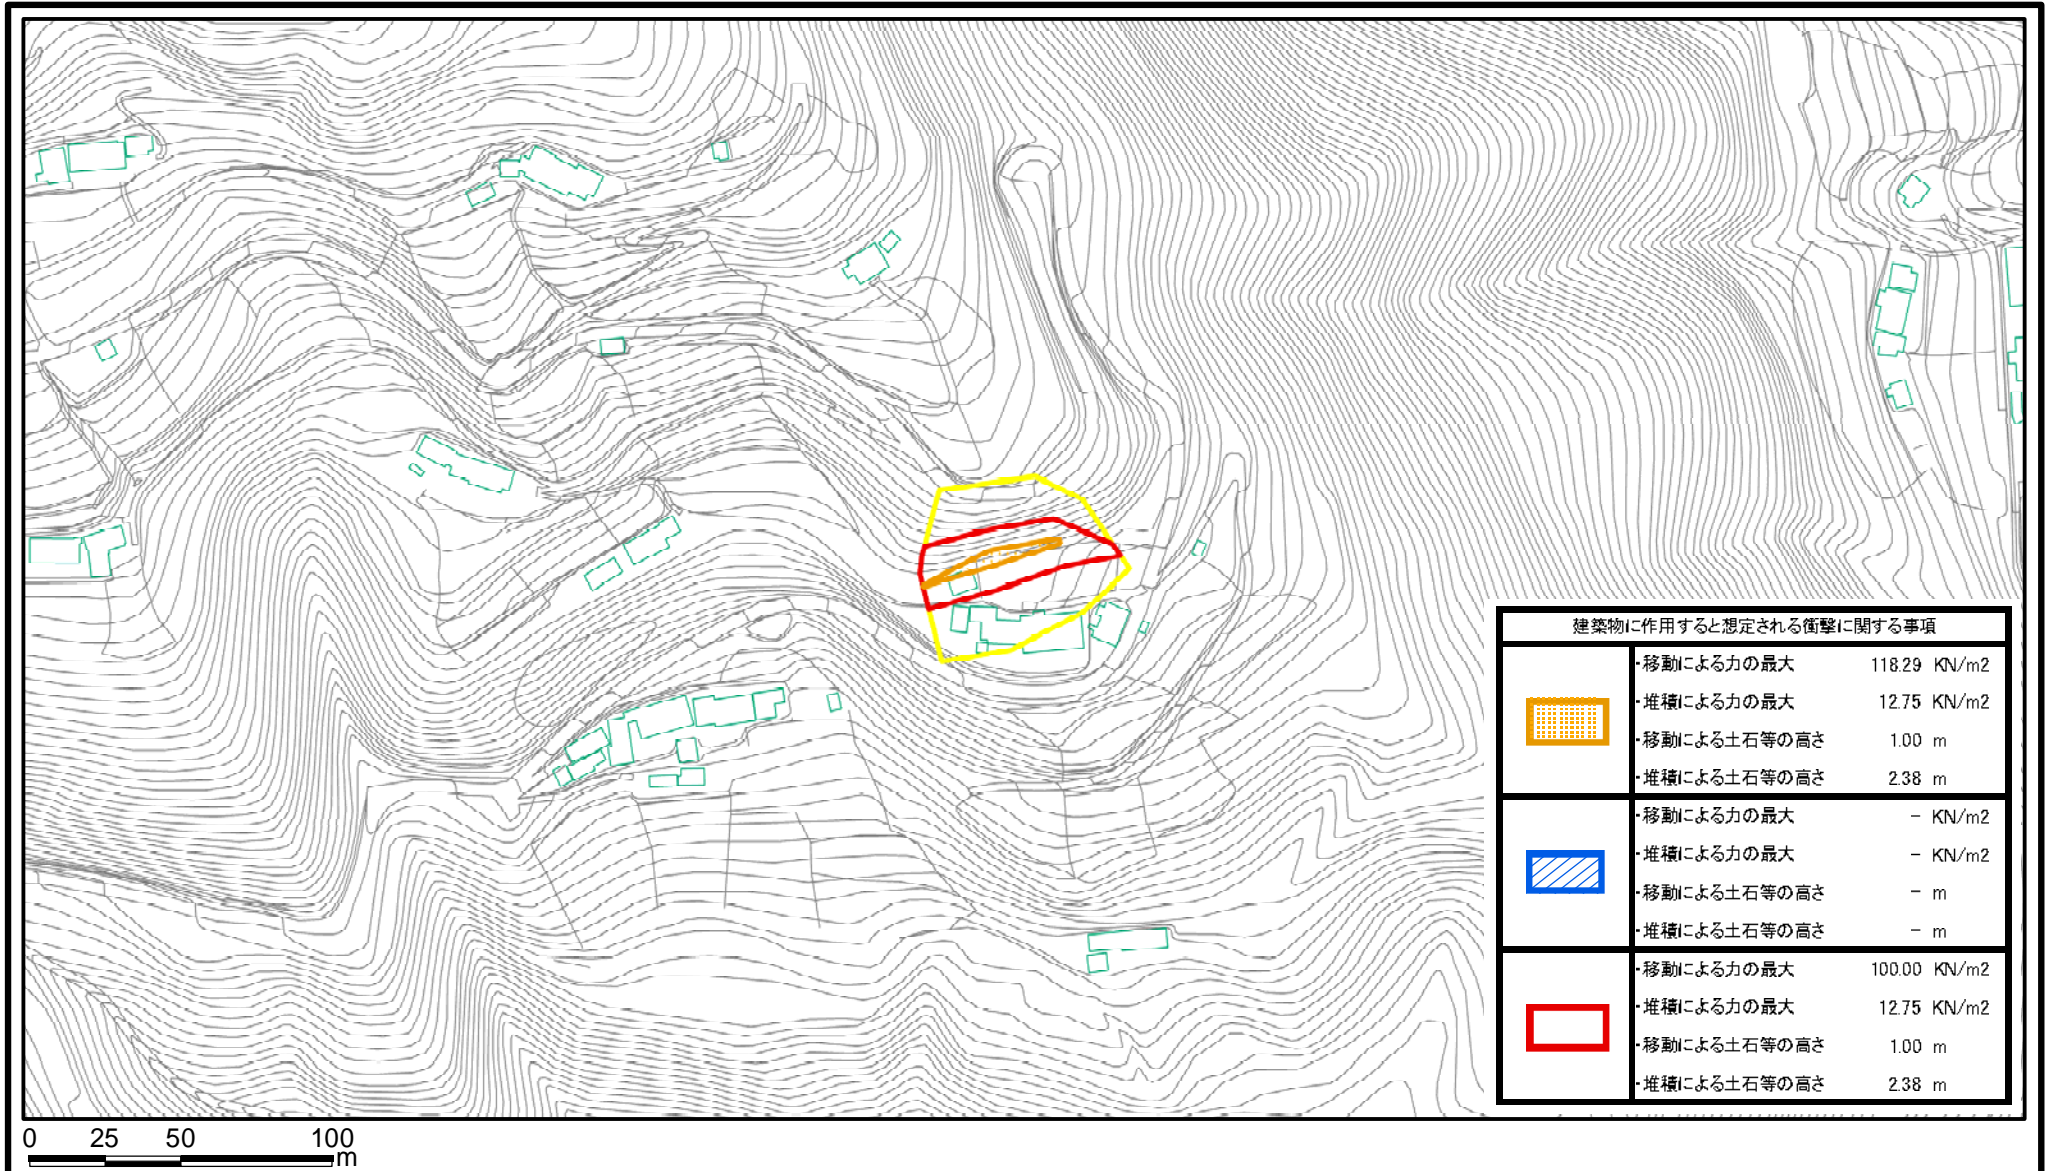 建築物に作用すると想定される衝撃に関する事項
・移動による力の最大 118.29 KN/m2
・堆積による力の最大 12.75 KN/m2
・移動による土石等の高さ 1.00 m
・堆積による土石等の高さ 2.38 m
・移動による力の最大 - KN/m2
・堆積による力の最大 - KN/m2
・移動による土石等の高さ - m
・堆積による土石等の高さ - m
・移動による力の最大 100.00 KN/m2
・堆積による力の最大 12.75 KN/m2
・移動による土石等の高さ 1.00 m
・堆積による土石等の高さ 2.38 m
0 25 50 100
m